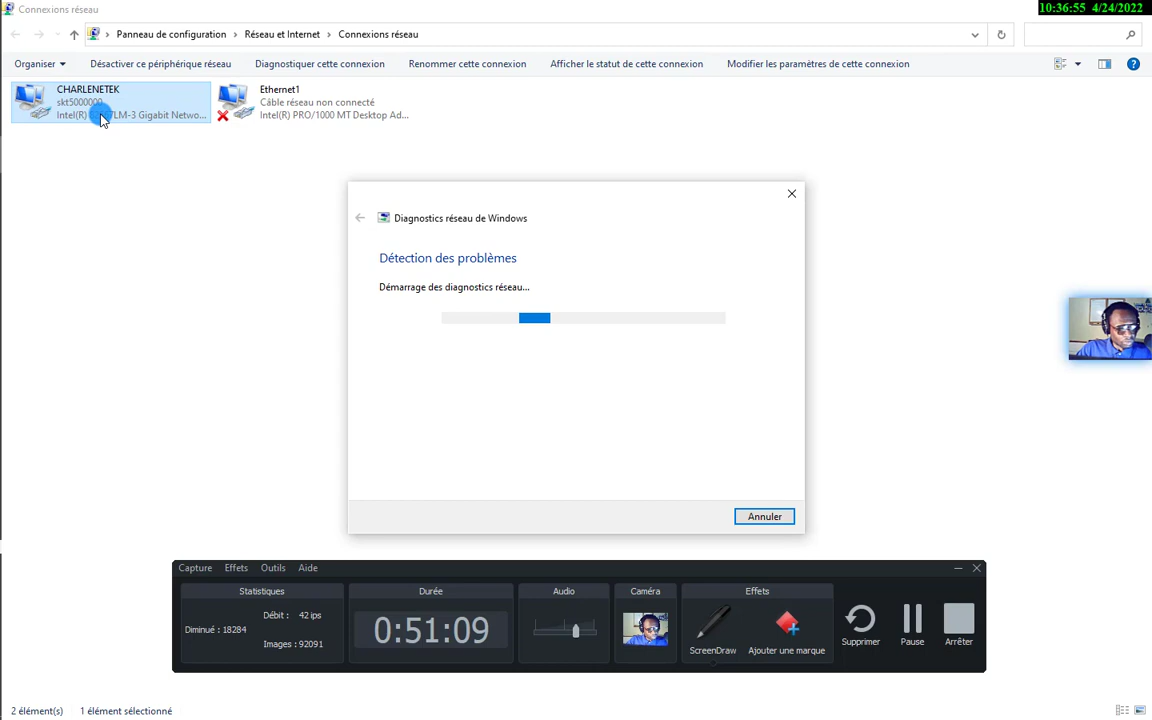 Connexions réseau
10:36:55 4/24/2022
Panneau de configuration > Réseau et Internet > Connexions réseau
Organiser Désactiver ce périphérique réseau Diagnostiquer cette connexion Renommer cette connexion Afficher le statut de cette connexion Modifier les paramètres de cette connexion
CHARLENETEK
skt5000000
Intel(R) LM-3 Gigabit Netwo...
Ethernet1
Câble réseau non connecté
Intel(R) PRO/1000 MT Desktop Ad...
Diagnostics réseau de Windows
Détection des problèmes
Démarrage des diagnostics réseau...
Annuler
Capture Effets Outils Aide
Statistiques Durée Audio Caméra Effets
Débit : 42 ips
Diminué : 18284
Images : 92091
0:51:09
ScreenDraw Ajouter une marque
Supprimer Pause Arrêter
2 élément(s) 1 élément sélectionné